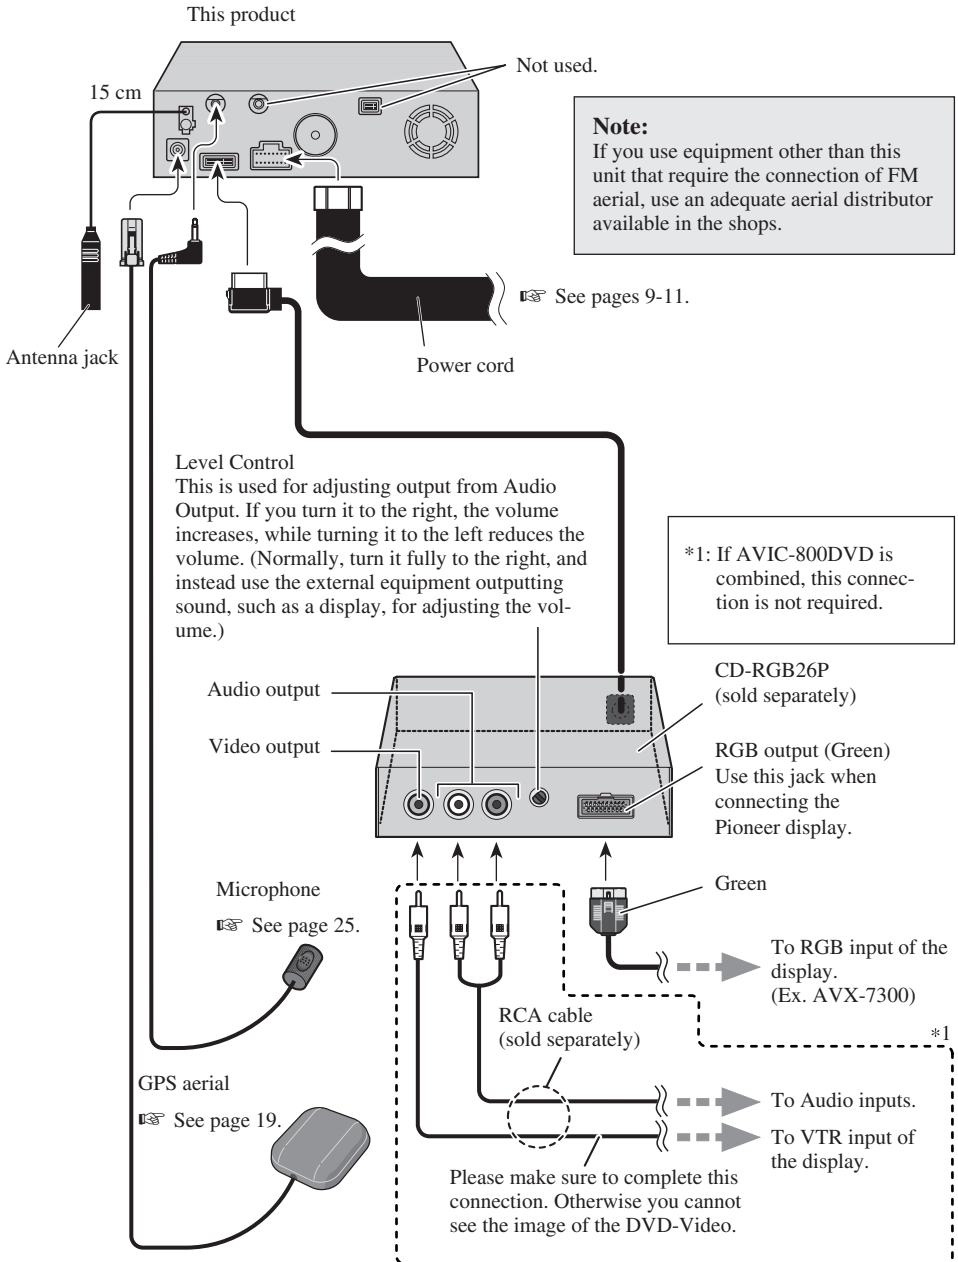 This product
Not used.
15 cm
Note:
If you use equipment other than this
unit that require the connection of FM
aerial, use an adequate aerial distributor
available in the shops.
☞ See pages 9-11.
Antenna jack
Power cord
Level Control
This is used for adjusting output from Audio
Output. If you turn it to the right, the volume
increases, while turning it to the left reduces the
volume. (Normally, turn it fully to the right, and
instead use the external equipment outputting
sound, such as a display, for adjusting the vol-
ume.)
*1: If AVIC-800DVD is
combined, this connec-
tion is not required.
CD-RGB26P
(sold separately)
Audio output
Video output
RGB output (Green)
Use this jack when
connecting the
Pioneer display.
Microphone
☞ See page 25.
Green
To RGB input of the
display.
(Ex. AVX-7300)
RCA cable
(sold separately)
*1
GPS aerial
☞ See page 19.
To Audio inputs.
To VTR input of
the display.
Please make sure to complete this
connection. Otherwise you cannot
see the image of the DVD-Video.